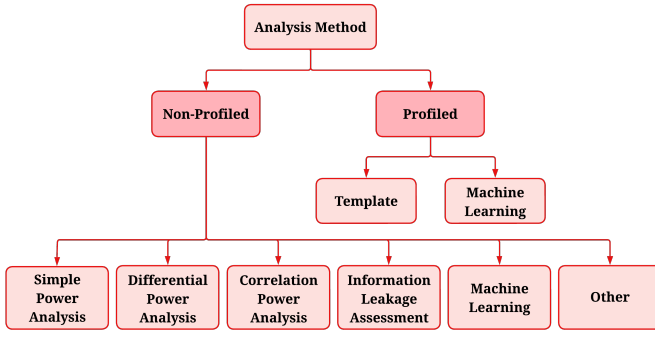 Analysis Method
Non-Profiled
Profiled
Template
Machine
Learning
Simple
Power
Analysis
Differential
Power
Analysis
Correlation
Power
Analysis
Information
Leakage
Assessment
Machine
Learning
Other